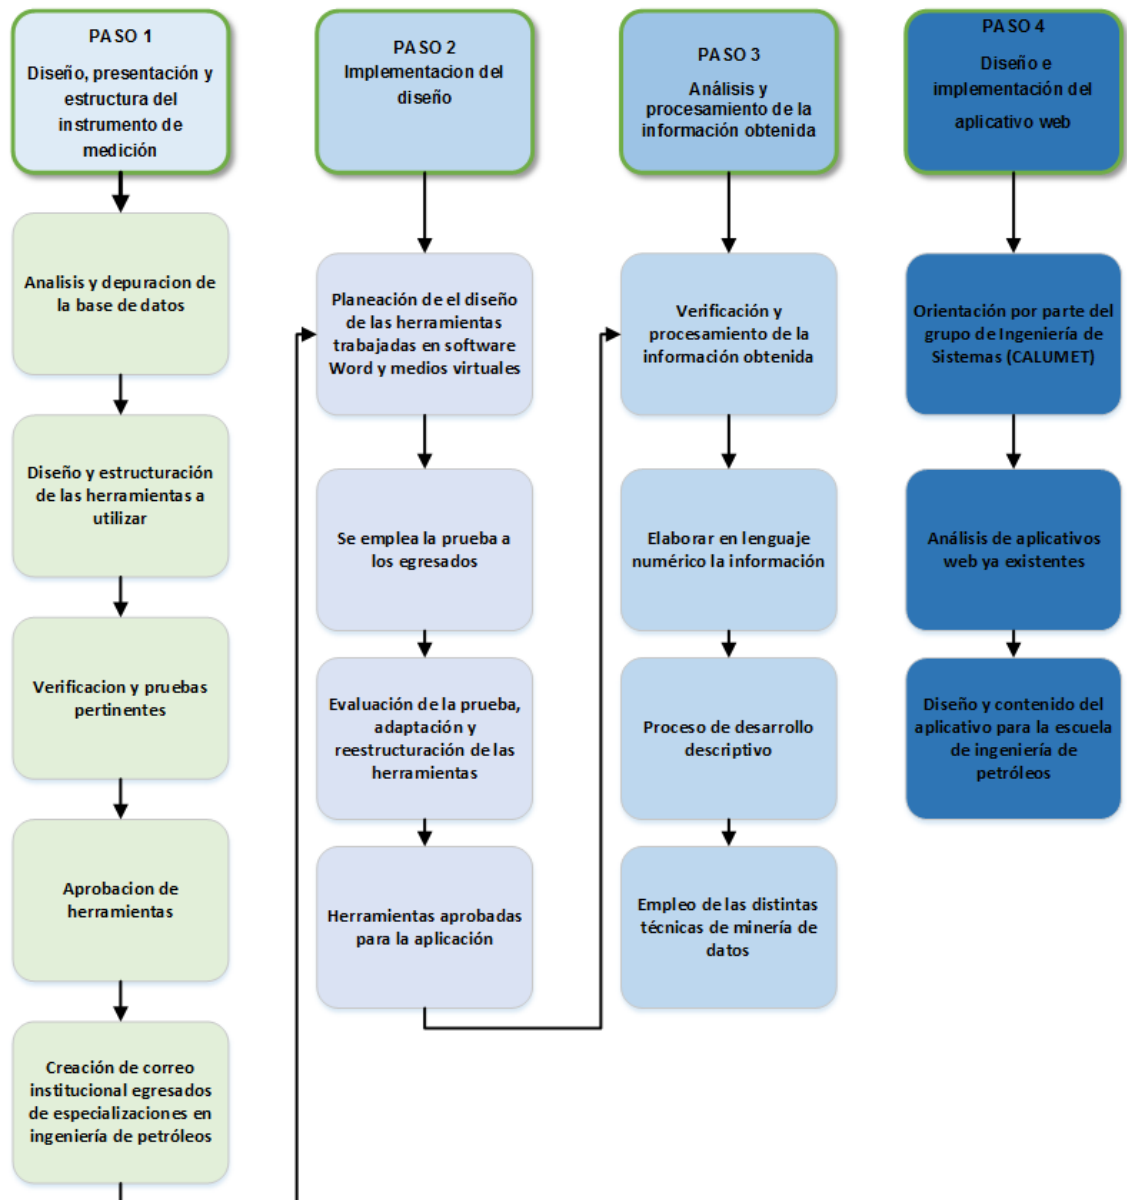 PASO 1
Diseño, presentación y
estructura del
instrumento de
medición
Analisis y depuracion de
la base de datos
Diseño y estructuración
de las herramientas a
utilizar
Verificacion y pruebas
pertinentes
Aprobacion de
herramientas
Creación de correo
institucional egresados
de especializaciones en
ingeniería de petróleos
PASO 2
Implementacion del
diseño
Planeación de el diseño
de las herramientas
trabajadas en software
Word y medios virtuales
Se emplea la prueba a
los egresados
Evaluación de la prueba,
adaptación y
reestructuración de las
herramientas
Herramientas aprobadas
para la aplicación
PASO 3
Análisis y
procesamiento de la
información obtenida
Verificación y
procesamiento de la
información obtenida
Elaborar en lenguaje
numérico la información
Proceso de desarrollo
descriptivo
Empleo de las distintas
técnicas de minería de
datos
PASO 4
Diseño e
implementación del
aplicativo web
Orientación por parte del
grupo de Ingeniería de
Sistemas (CALUMET)
Análisis de aplicativos
web ya existentes
Diseño y contenido del
aplicativo para la escuela
de ingeniería de
petróleos